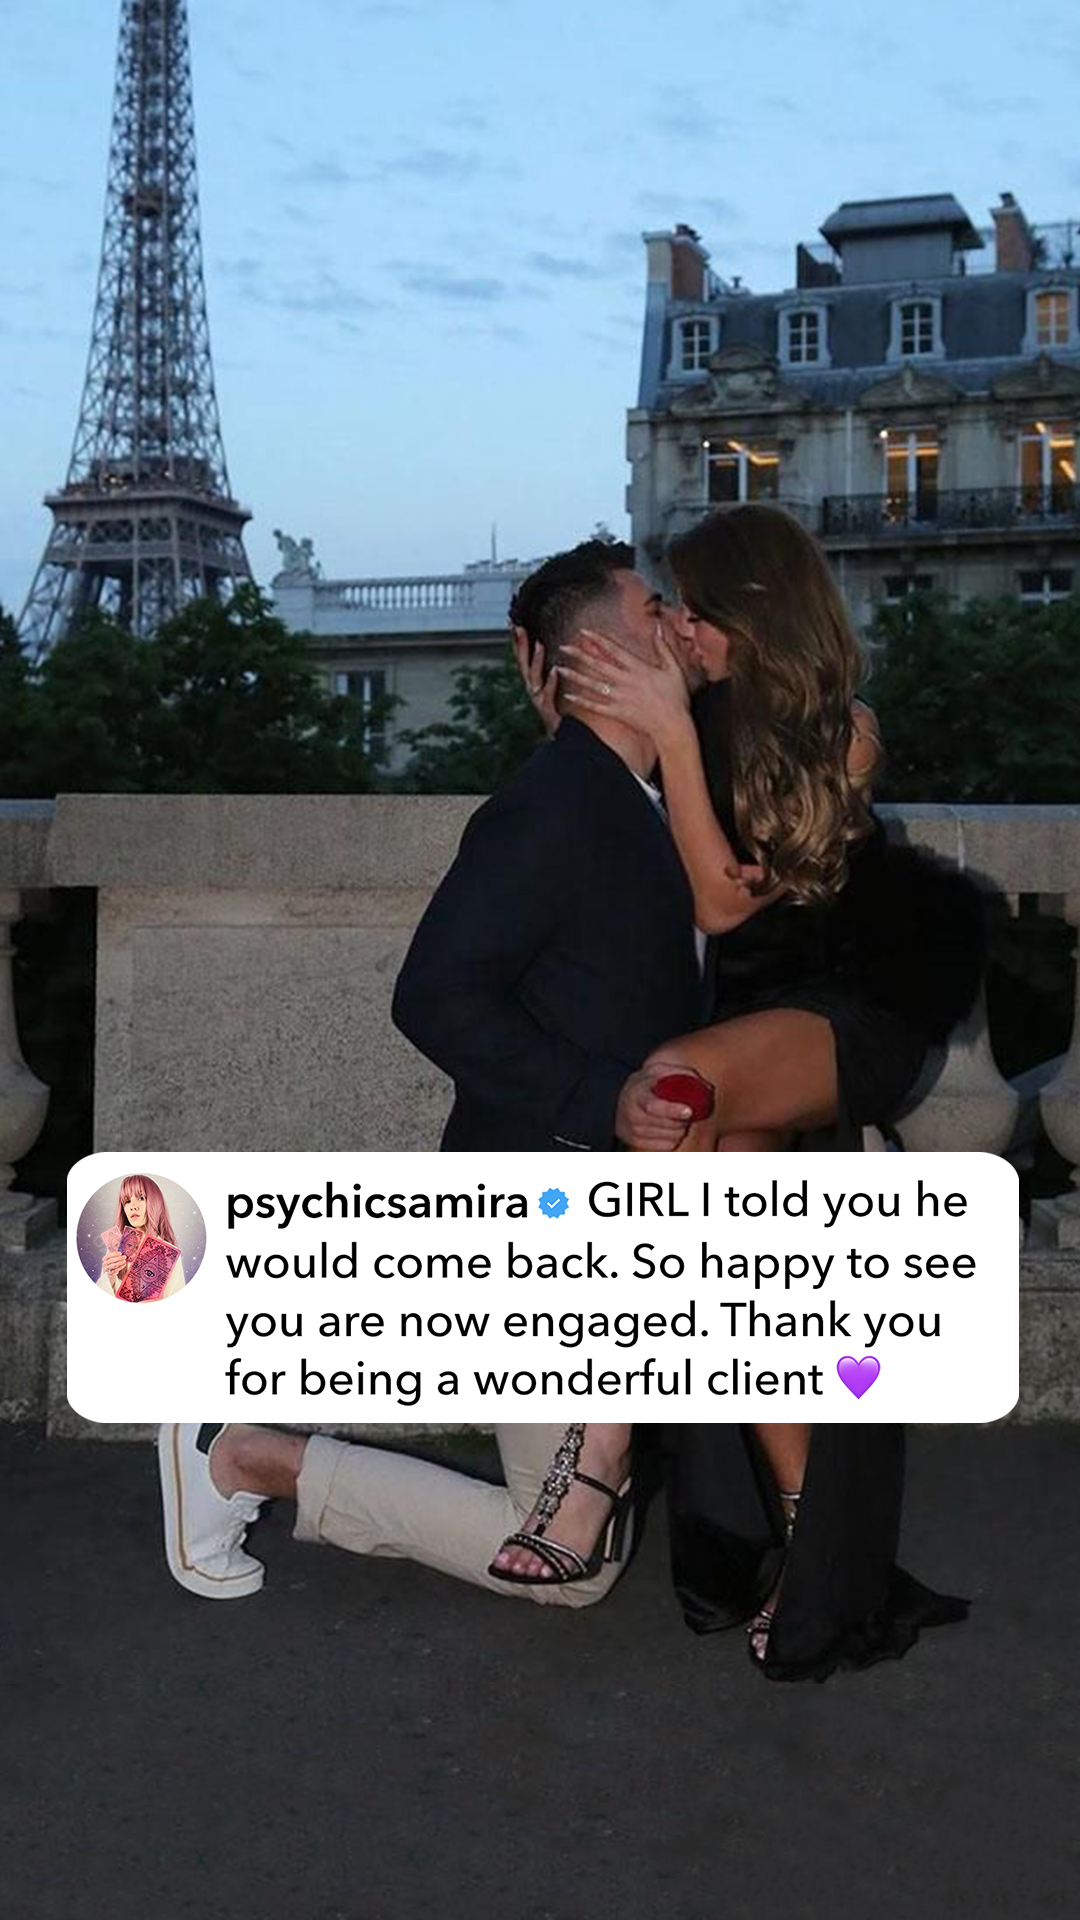 psychicsamira GIRL I told you he
would come back. So happy to see
you are now engaged. Thank you
for being a wonderful client 💜